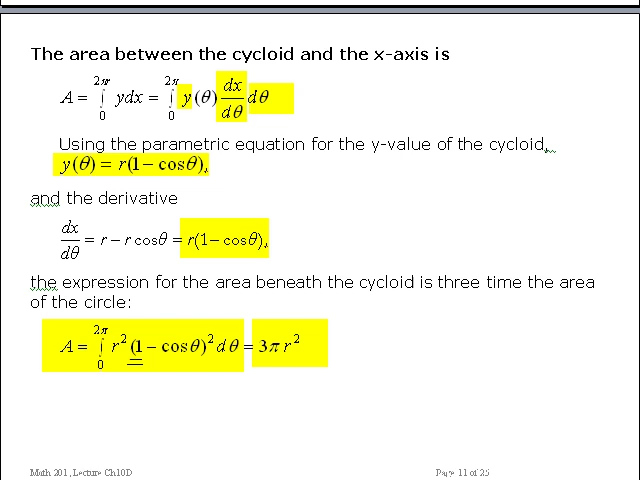 The area between the cycloid and the x-axis is
A = ∫₀^{2πr} ydx = ∫₀^{2π} y(θ) dx/dθ dθ
Using the parametric equation for the y-value of the cycloid,
y(θ) = r(1 − cosθ),
and the derivative
dx/dθ = r − r cosθ = r(1 − cosθ),
the expression for the area beneath the cycloid is three time the area
of the circle:
A = ∫₀^{2π} r²(1 − cosθ)² dθ = 3πr²
Math 201, Lecture Ch10D Page 11 of 25